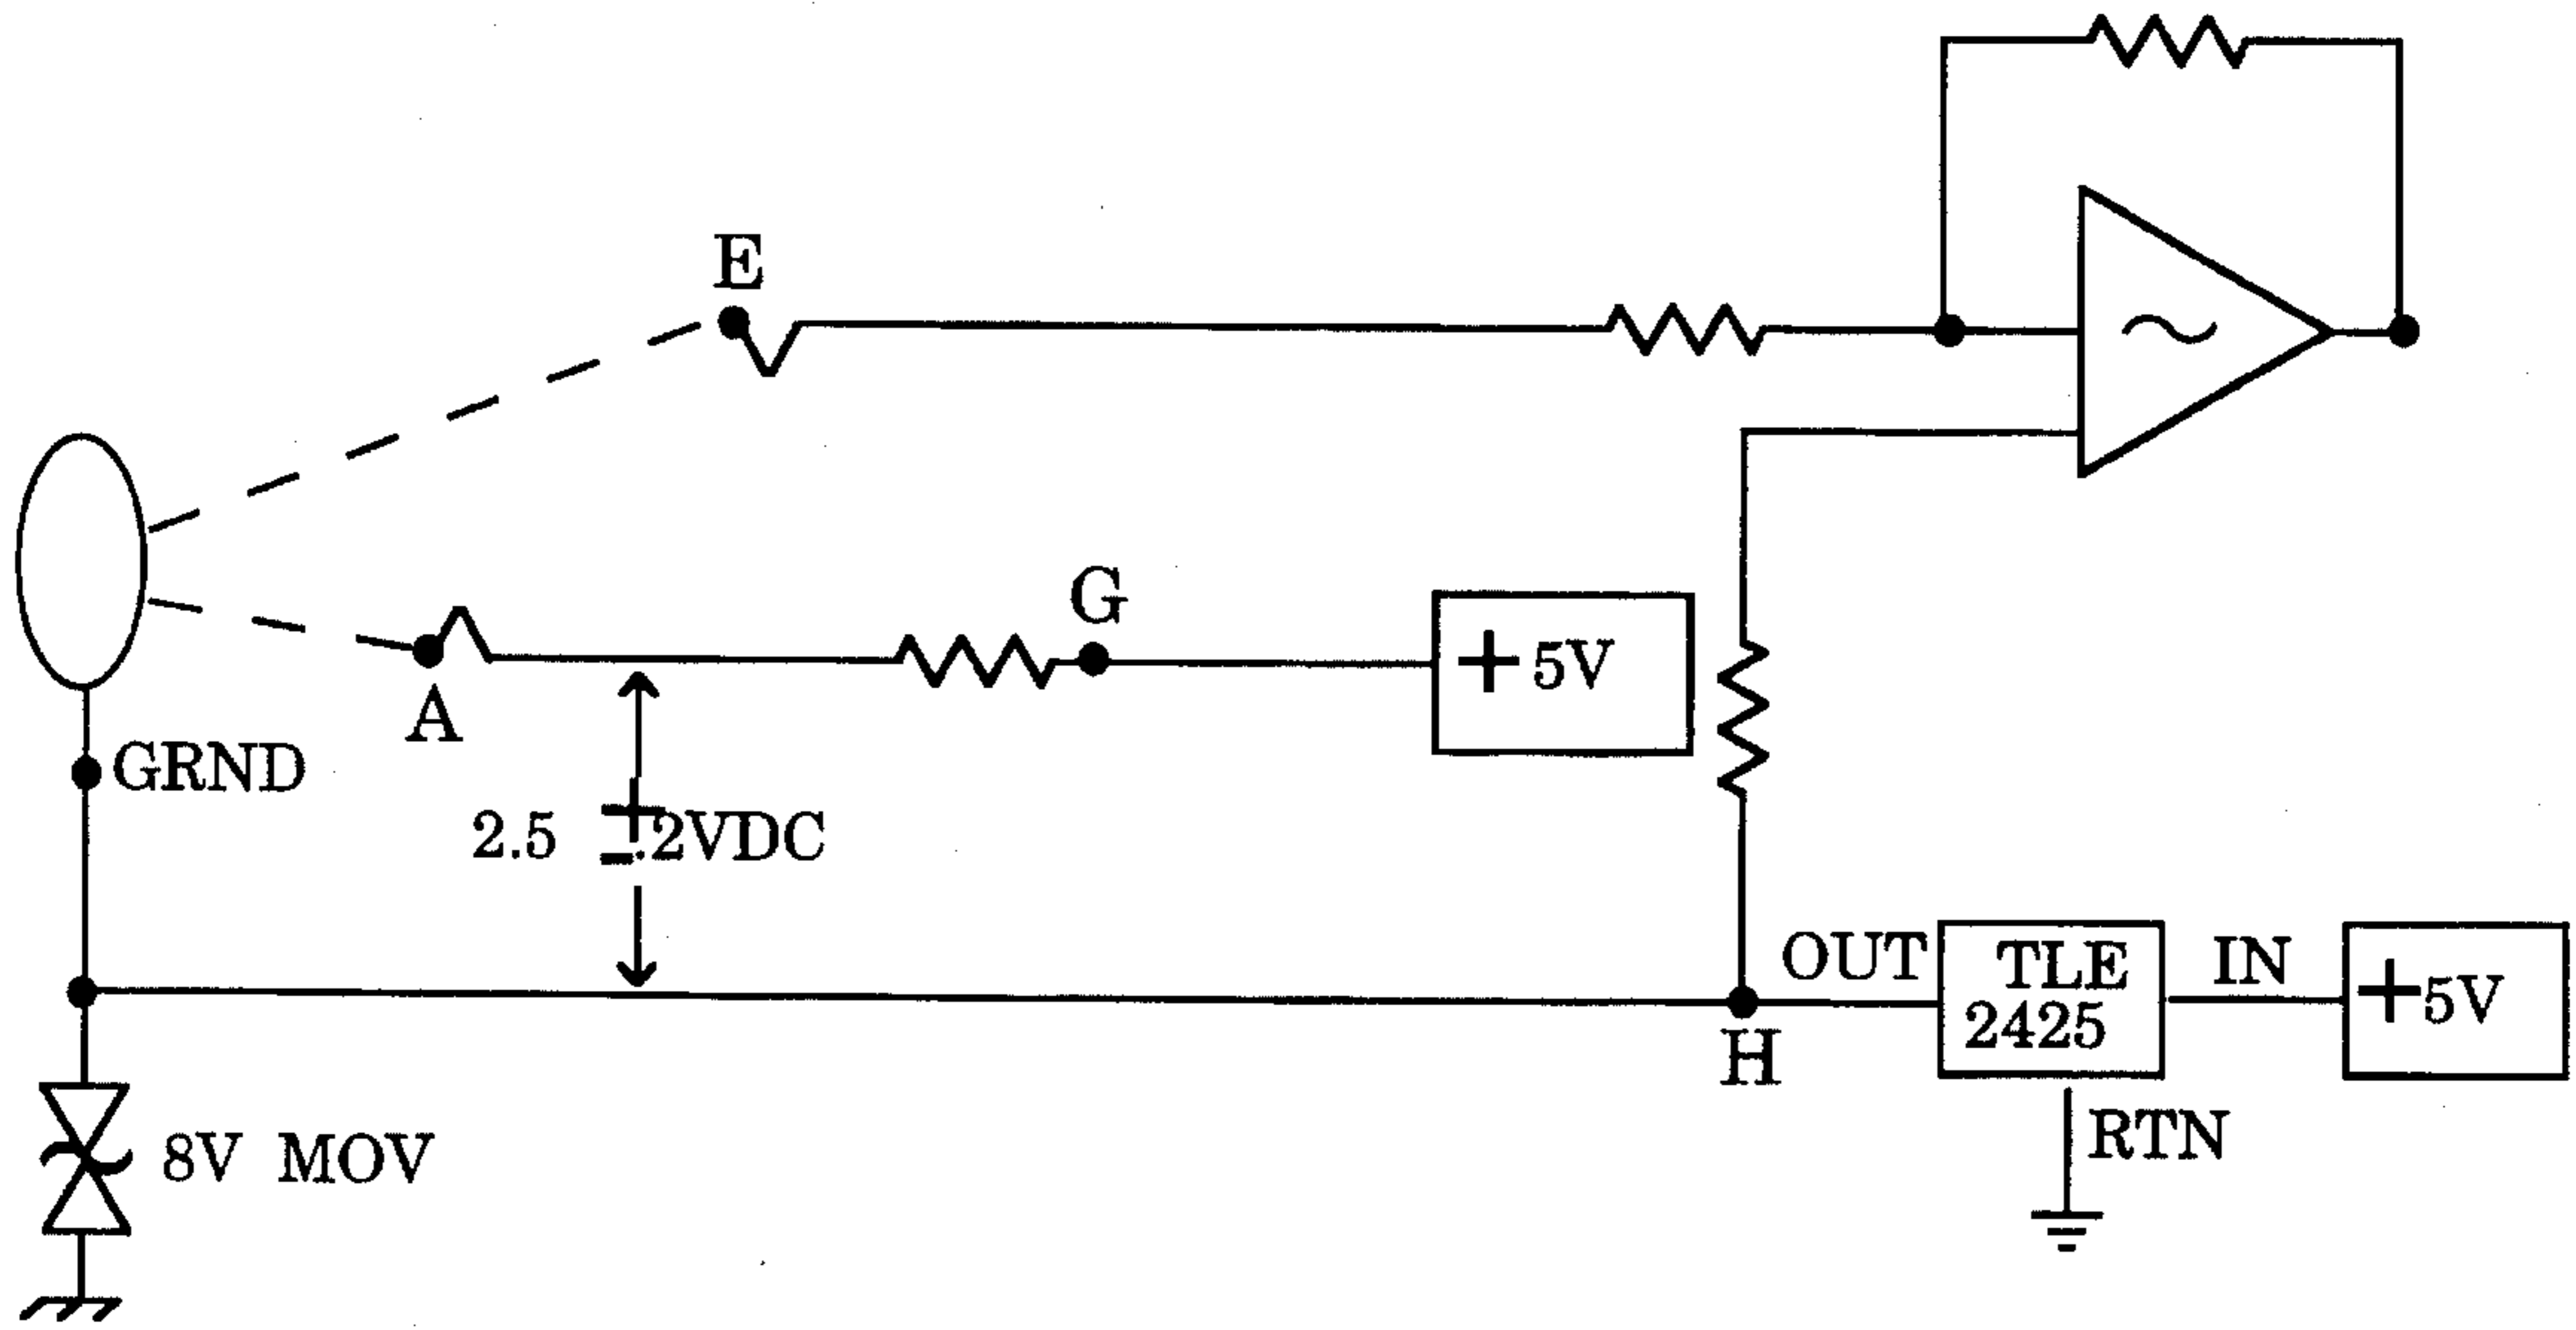 E
G
+5V
A
GRND
2.5 ±.2VDC
OUT
TLE
2425
IN
+5V
H
RTN
8V MOV